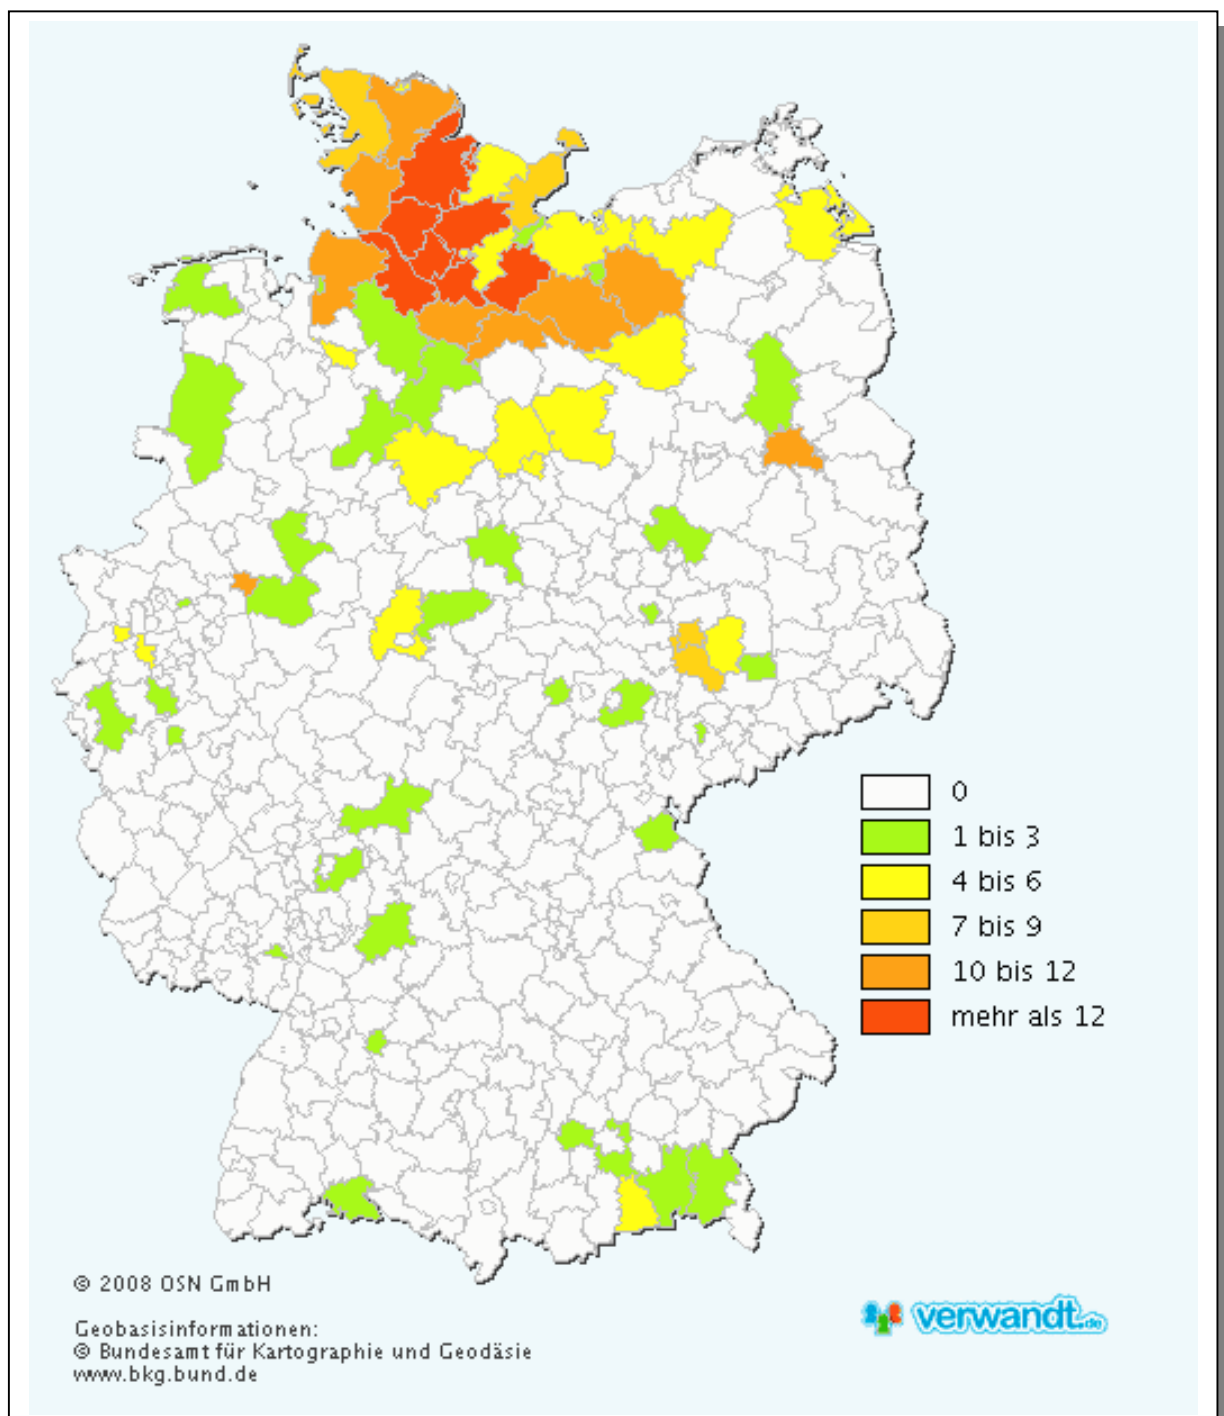 0
1 bis 3
4 bis 6
7 bis 9
10 bis 12
mehr als 12
© 2008 OSN GmbH
Geobasisinformationen:
© Bundesamt für Kartographie und Geodäsie
www.bkg.bund.de
verwandt.de